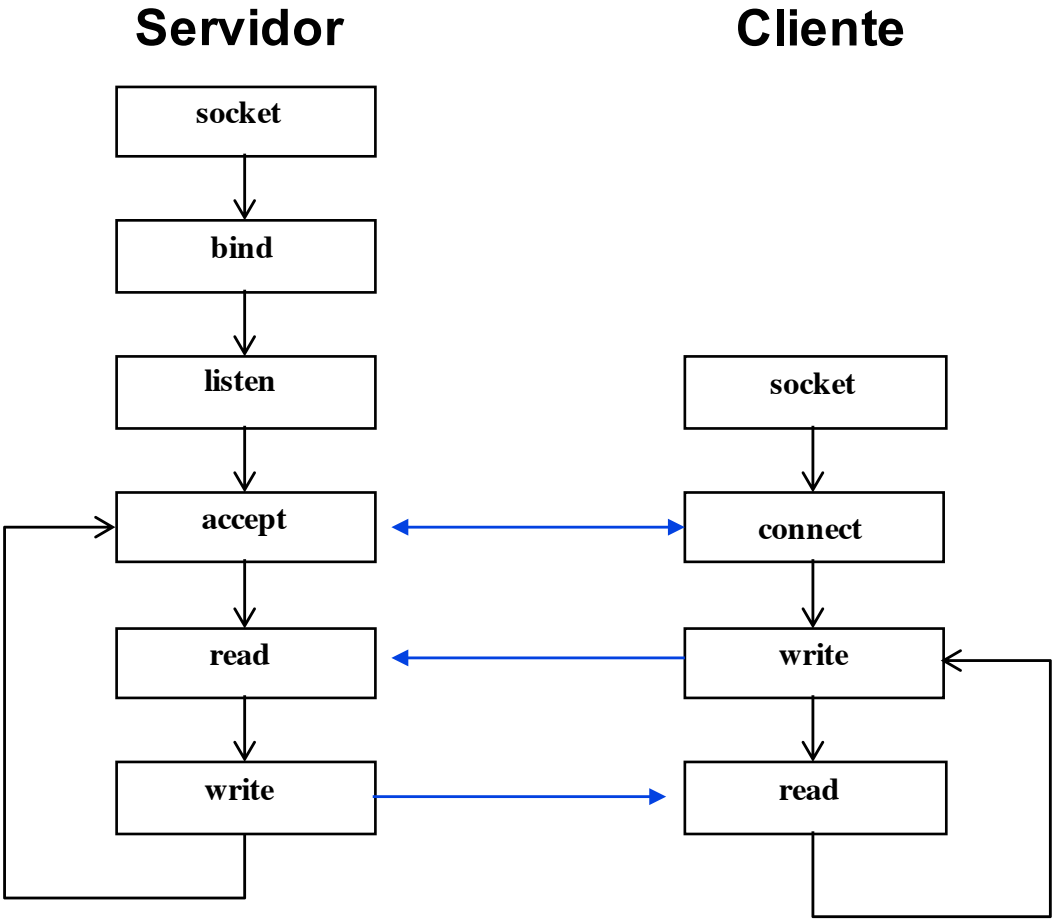 Servidor
Cliente
socket
bind
listen
socket
accept
connect
read
write
write
read